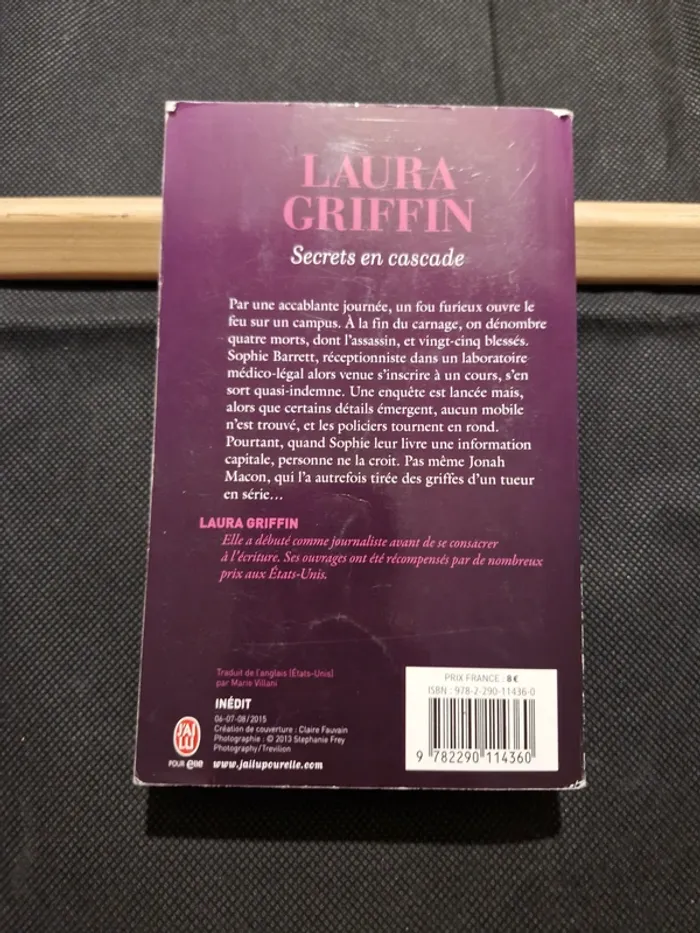 LAURA
GRIFFIN
Secrets en cascade
Par une accablante journée, un fou furieux ouvre le
feu sur un campus. À la fin du carnage, on dénombre
quatre morts, dont l'assassin, et vingt-cinq blessés.
Sophie Barrett, réceptionniste dans un laboratoire
médico-légal alors venue s'inscrire à un cours, s'en
sort quasi-indemne. Une enquête est lancée mais,
alors que certains détails émergent, aucun mobile
n'est trouvé, et les policiers tournent en rond.
Pourtant, quand Sophie leur livre une information
capitale, personne ne la croit. Pas même Jonah
Macon, qui l'a autrefois tirée des griffes d'un tueur
en série…
LAURA GRIFFIN
Elle a débuté comme journaliste avant de se consacrer
à l'écriture. Ses ouvrages ont été récompensés par de nombreux
prix aux États-Unis.
Traduit de l'anglais (États-Unis)
par Marie Villani
INÉDIT
06-07-08/2015
Création de couverture : Claire Fauvain
Photographie : © 2013 Stephanie Frey
Photography/Trevilion
J'AI
LU
POUR elle
www.jailupourelle.com
PRIX FRANCE : 8 €
ISBN : 978-2-290-11436-0
9 782290 114360